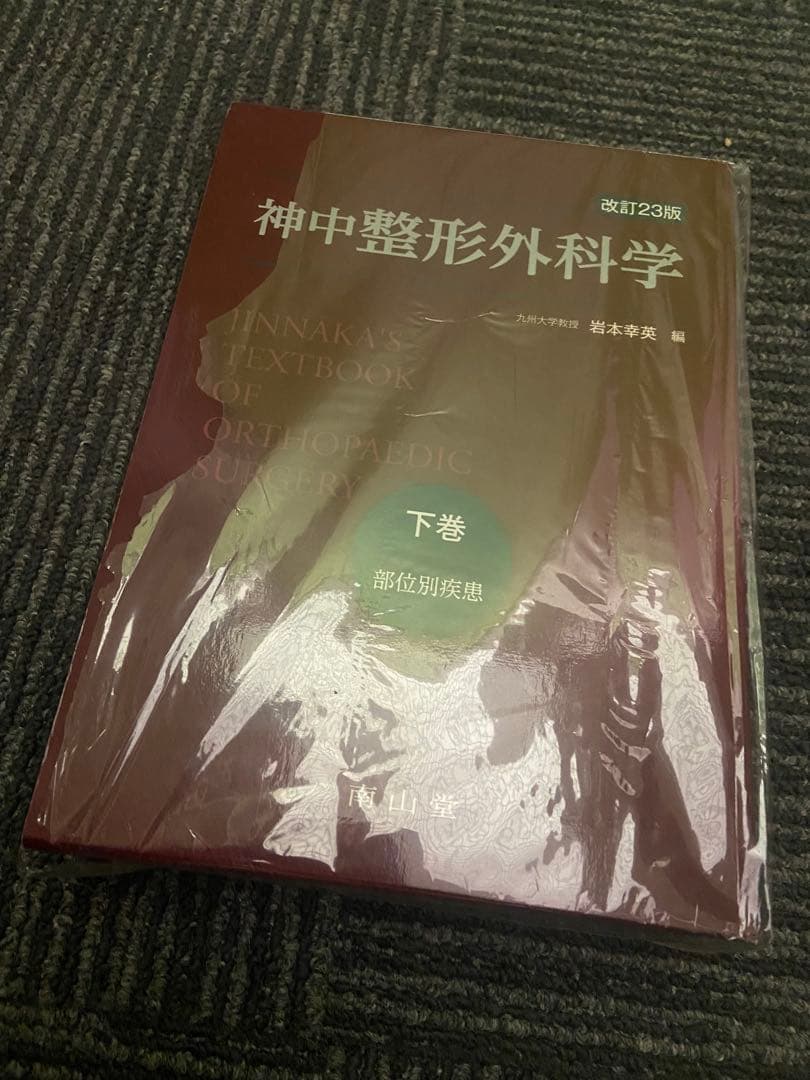 改訂23版
神中整形外科学
九州大学教授 岩本幸英 編
JINNAKA'S
TEXTBOOK
OF
ORTHOPAEDIC
SURGERY
下巻
部位別疾患
南山堂